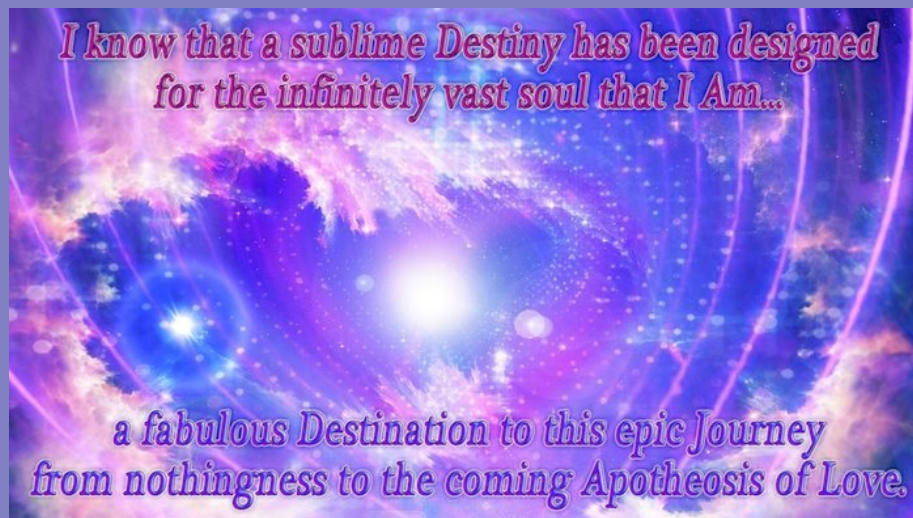 I know that a sublime Destiny has been designed
for the infinitely vast soul that I Am...
a fabulous Destination to this epic Journey
from nothingness to the coming Apotheosis of Love.